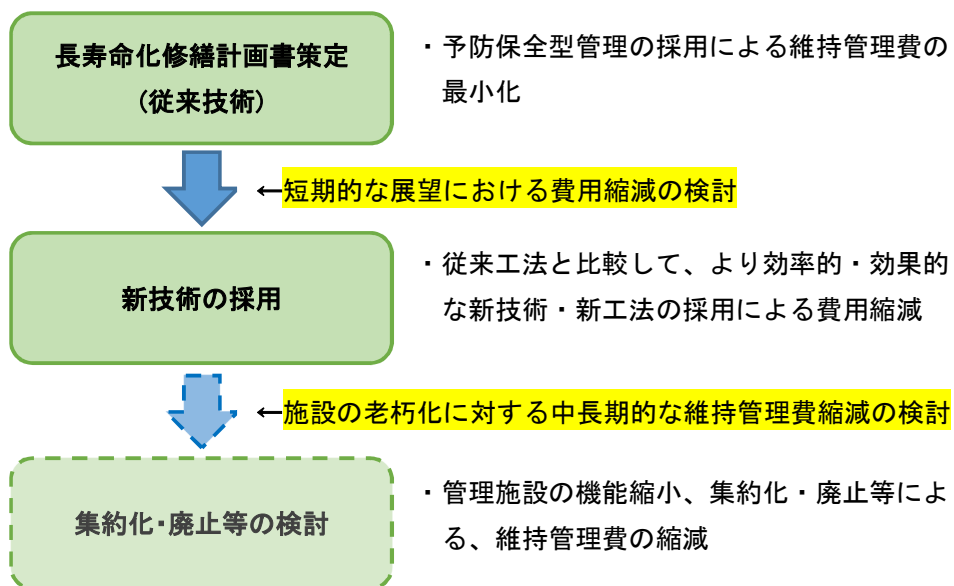 長寿命化修繕計画書策定
(従来技術)
・予防保全型管理の採用による維持管理費の
最小化
←短期的な展望における費用縮減の検討
新技術の採用
・従来工法と比較して、より効率的・効果的
な新技術・新工法の採用による費用縮減
←施設の老朽化に対する中長期的な維持管理費縮減の検討
集約化・廃止等の検討
・管理施設の機能縮小、集約化・廃止等によ
る、維持管理費の縮減